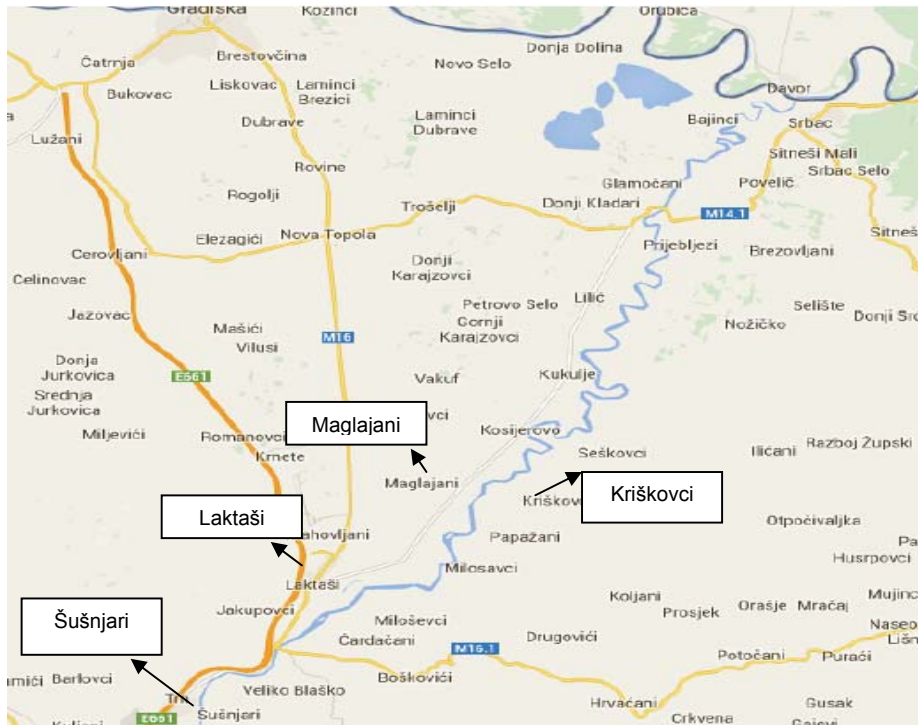 Gradiška
Kozinci
Orubica
Čatrnja
Brestovčina
Donja Dolina
Novo Selo
Bukovac
Liskovac
Laminci
Brezici
Davor
Dubrave
Laminci
Dubrave
Bajinci
Srbac
Lužani
Sitneši Mali
Srbac Selo
Rovine
Glamočani
Povelič
Rogolji
Trošelji
Donji Kladari
M14.1
Elezagići
Nova Topola
Prijebljezi
Brezovljani
Cerovljani
Donji
Karajzovci
Celinovac
Petrovo Selo
Lilić
Selište
Jazovac
Gornji
Karajzovci
Nožičko
Mašići
Vilusi
M16
Donja
Jurkovica
E661
Vakuf
Kukulje
Srednja
Jurkovica
Maglajani
Kosijerovo
Miljevići
Romanovci
Krnete
Seškovci
Ilićani
Razboj Župski
Maglajani
Kriškovci
Laktaši
Otpočivaljka
Papažani
Husrpovci
Milosavci
Laktaši
Koljani
Prosjek
Orašje
Mračaj
Šušnjari
Jakupovci
Miloševci
Čardačani
Drugovići
M16.1
Potočani
Puraći
Barlovci
Boškovići
Trn
Veliko Blaško
Hrvaćani
Gusak
E661
Šušnjari
Crkvena